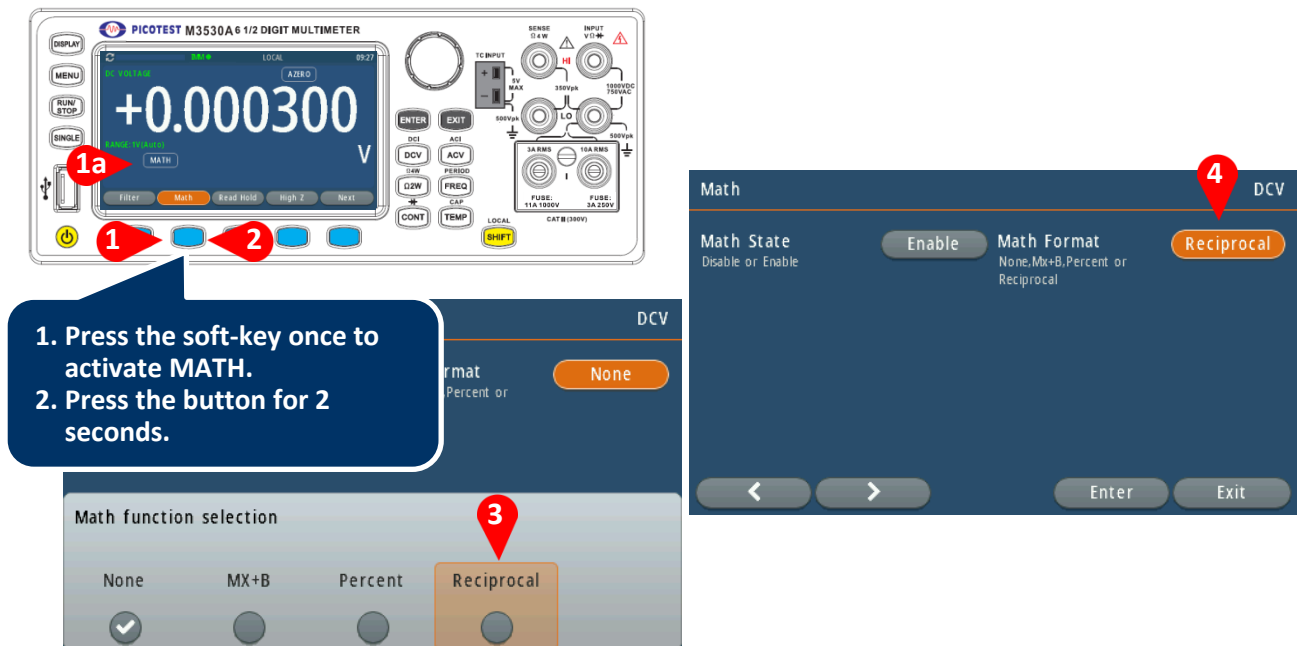 PICOTEST M3530A 6 1/2 DIGIT MULTIMETER
DISPLAY
MENU
RUN/
STOP
SINGLE
LOCAL
09:27
DC VOLTAGE
AZERO
+0.000300
RANGE: 1V(Auto)
V
MATH
1a
Filter Math Read Hold High Z Next
1
2
ENTER EXIT
DCI ACI
DCV ACV
Ω4W PERIOD
Ω2W FREQ
CAP
CONT TEMP
LOCAL
SHIFT
TC INPUT
+
-
5V
MAX
SENSE
Ω 4 W
INPUT
V Ω
HI
350Vpk
1000VDC
750VAC
500Vpk
LO
500Vpk
3A RMS 10A RMS
I
FUSE:
11A 1000V
FUSE:
3A 250V
CAT II (300V)
1. Press the soft-key once to
activate MATH.
2. Press the button for 2
seconds.
DCV
rmat
None
,Percent or
Math function selection
3
None MX+B Percent Reciprocal
4
Math DCV
Math State
Disable or Enable
Enable
Math Format
None,Mx+B,Percent or
Reciprocal
Reciprocal
Enter Exit